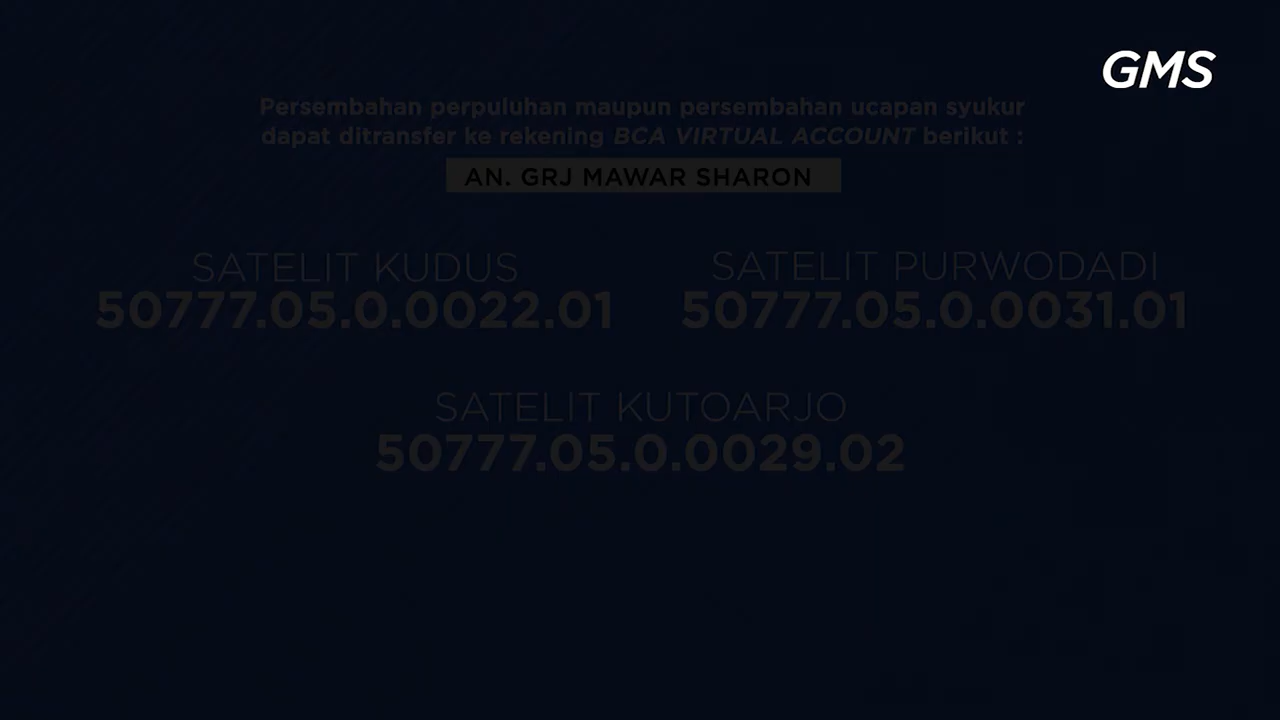 GMS
Persembahan perpuluhan maupun persembahan ucapan syukur
dapat ditransfer ke rekening BCA VIRTUAL ACCOUNT berikut :
AN. GRJ MAWAR SHARON
SATELIT KUDUS
50777.05.0.0022.01
SATELIT PURWODADI
50777.05.0.0031.01
SATELIT KUTOARJO
50777.05.0.0029.02